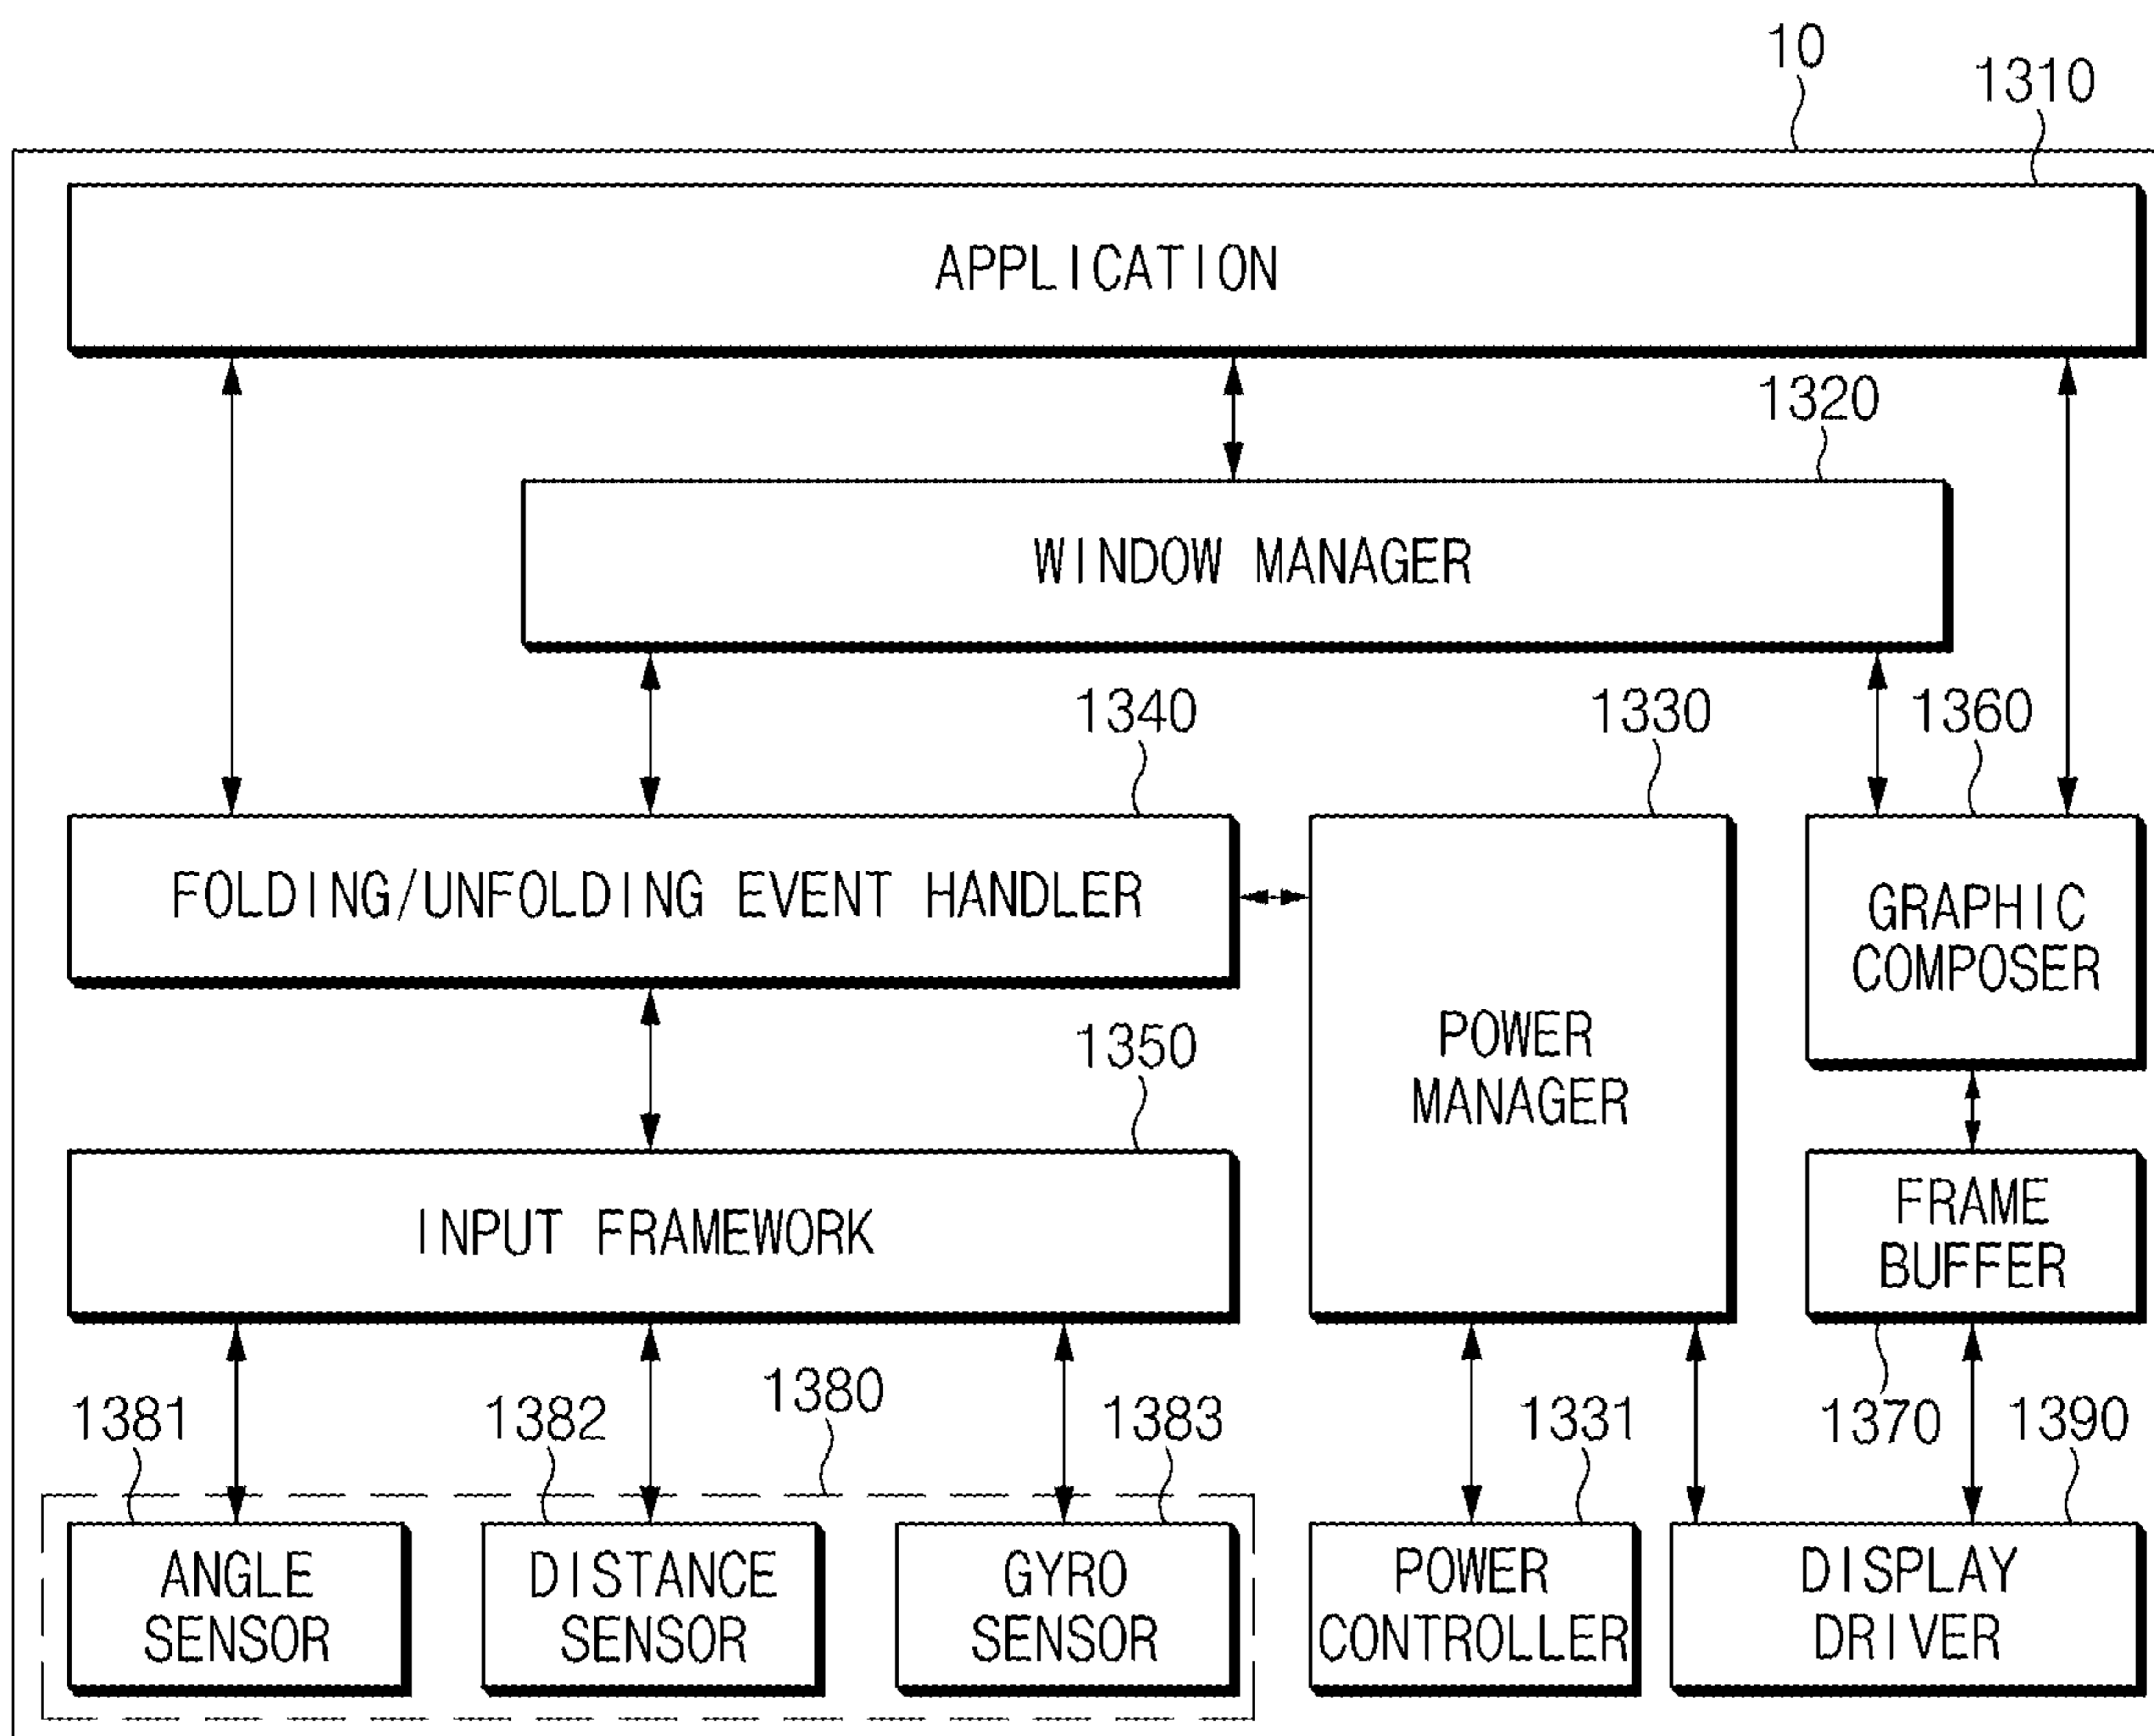 10
1310
APPLICATION
1320
WINDOW MANAGER
1340
1330
1360
FOLDING/UNFOLDING EVENT HANDLER
GRAPHIC
COMPOSER
POWER
MANAGER
1350
INPUT FRAMEWORK
FRAME
BUFFER
1381
1382
1380
1383
1331
1370
1390
ANGLE
SENSOR
DISTANCE
SENSOR
GYRO
SENSOR
POWER
CONTROLLER
DISPLAY
DRIVER